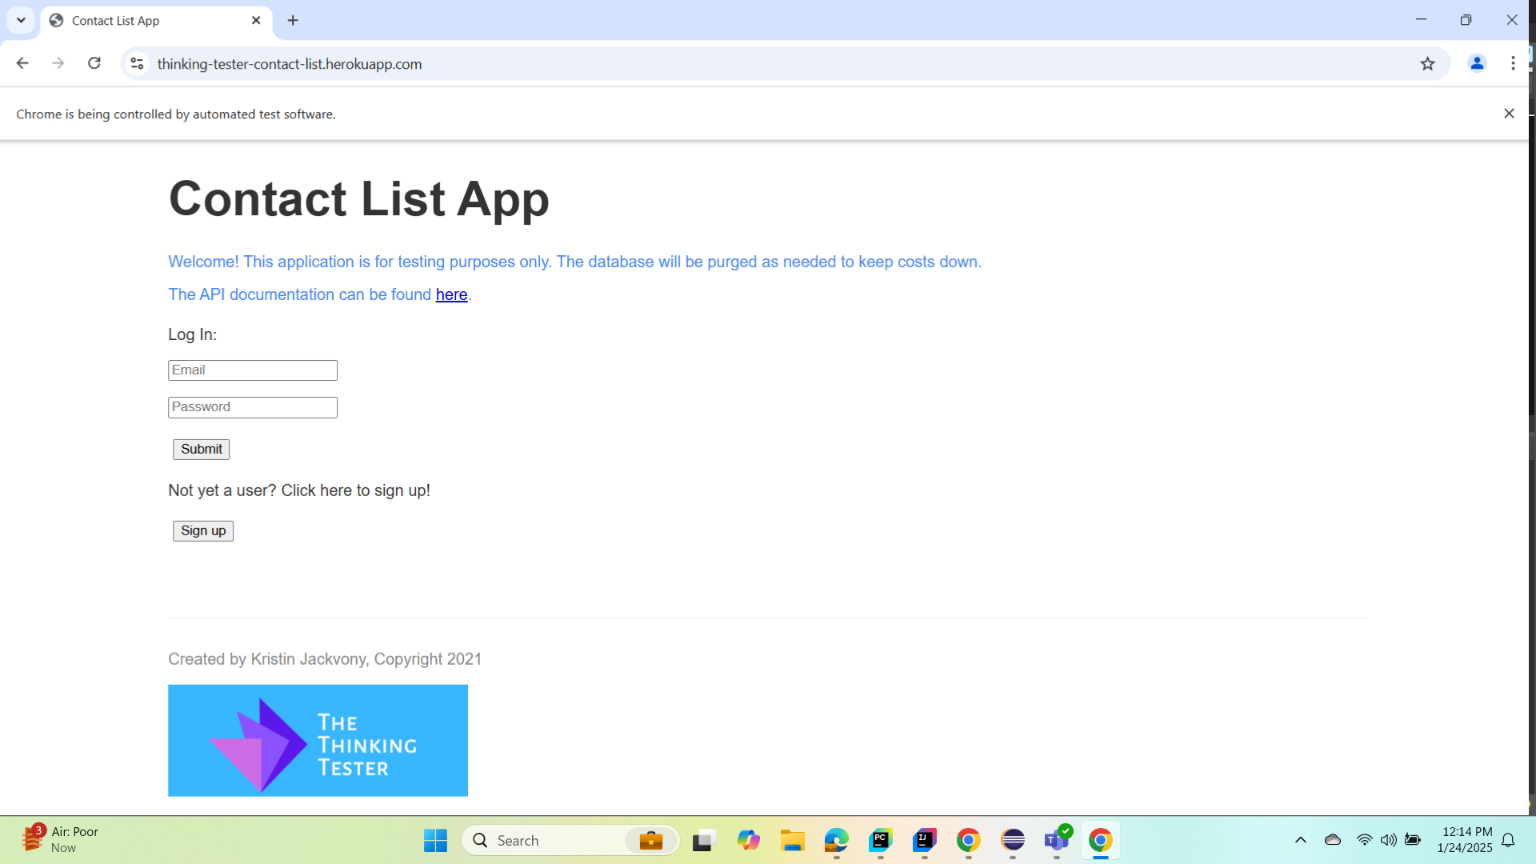 Contact List App
thinking-tester-contact-list.herokuapp.com
Chrome is being controlled by automated test software.
Contact List App
Welcome! This application is for testing purposes only. The database will be purged as needed to keep costs down.
The API documentation can be found here.
Log In:
Email
Password
Submit
Not yet a user? Click here to sign up!
Sign up
Created by Kristin Jackvony, Copyright 2021
THE
THINKING
TESTER
3
Air: Poor
Now
Search
PC
IJ
12:14 PM
1/24/2025